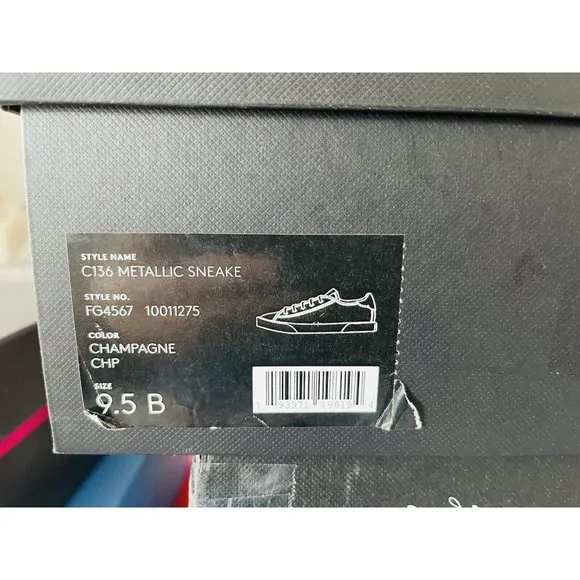 STYLE NAME
C136 METALLIC SNEAKE
STYLE NO.
FG4567 10011275
COLOR
CHAMPAGNE
CHP
SIZE
9.5 B